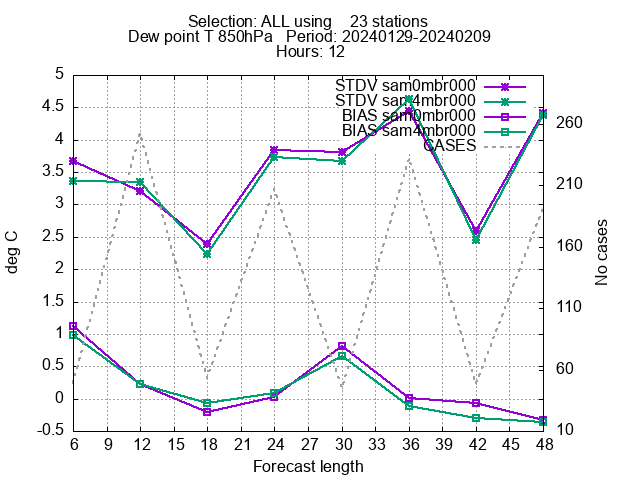 Selection: ALL using    23 stations
Dew point T 850hPa   Period: 20240129-20240209
Hours: 12
STDV sam0mbr000
STDV sam4mbr000
BIAS sam0mbr000
BIAS sam4mbr000
CASES
5
4.5
4
3.5
3
2.5
2
1.5
1
0.5
0
-0.5
deg C
260
210
160
110
60
10
No cases
6 9 12 15 18 21 24 27 30 33 36 39 42 45 48
Forecast length